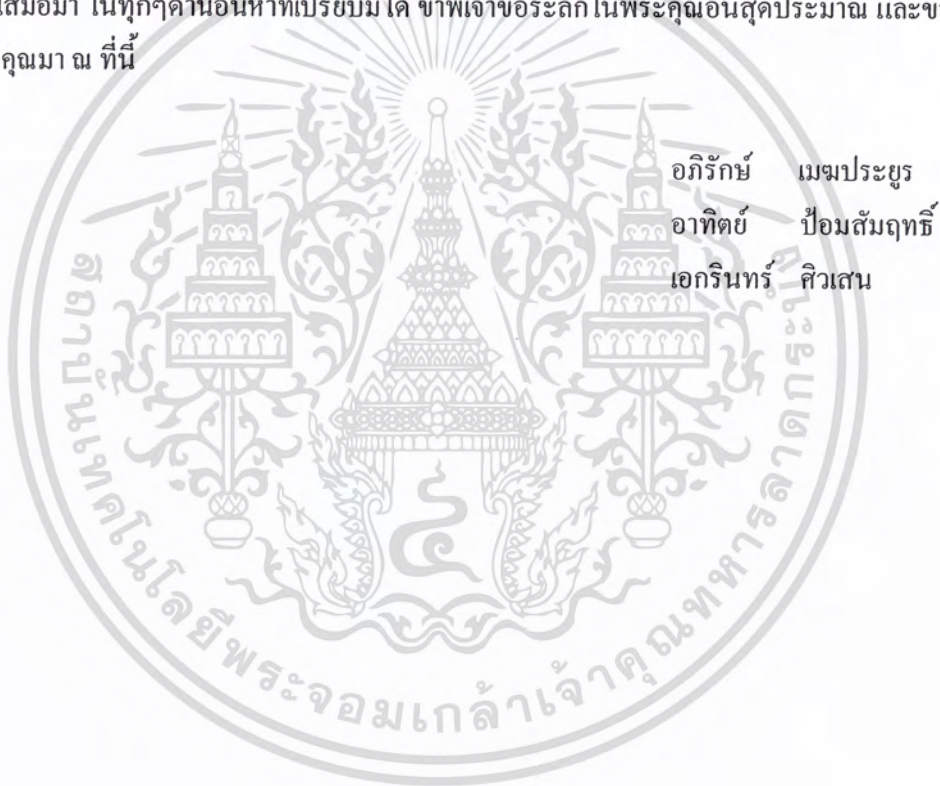 เสมอมา ในทุกๆด้านอันหาที่เปรียบมิได้ ข้าพเจ้าขอระลึกในพระคุณอันสุดประมาณ และข
คุณมา ณ ที่นี้
อภิรักษ์ เมฆประยูร
อาทิตย์ ป้อมสัมฤทธิ์
เอกรินทร์ ศิวเสน
สถาบันเทคโนโลยีพระจอมเกล้าเจ้าคุณทหารลาดกระบัง
๔